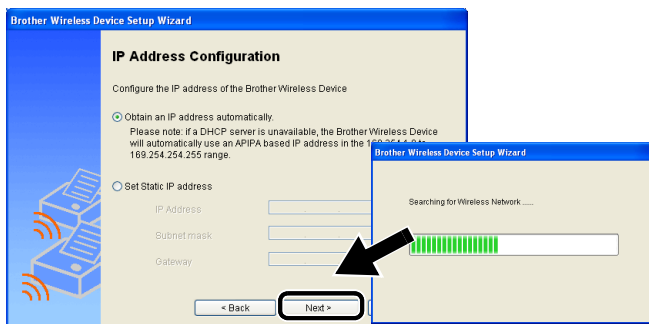 Brother Wireless Device Setup Wizard
IP Address Configuration
Configure the IP address of the Brother Wireless Device
Obtain an IP address automatically.
Please note: if a DHCP server is unavailable, the Brother Wireless Device
will automatically use an APIPA based IP address in the
169.254.254.255 range.
Set Static IP address
IP Address
Subnet mask
Gateway
< Back
Next >
Brother Wireless Device Setup Wizard
Searching for Wireless Network ......